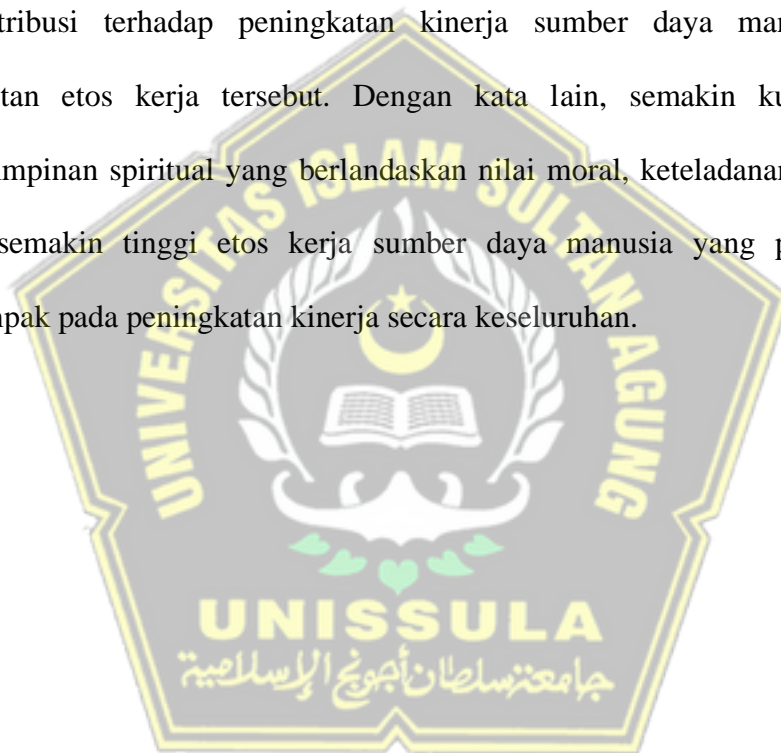 tribusi terhadap peningkatan kinerja sumber daya man
tan etos kerja tersebut. Dengan kata lain, semakin ku
mpinan spiritual yang berlandaskan nilai moral, keteladanan
semakin tinggi etos kerja sumber daya manusia yang p
npak pada peningkatan kinerja secara keseluruhan.
UNIVERSITAS ISLAM SULTAN AGUNG
UNISSULA
جامعة سلطان أجونج الإسلامية